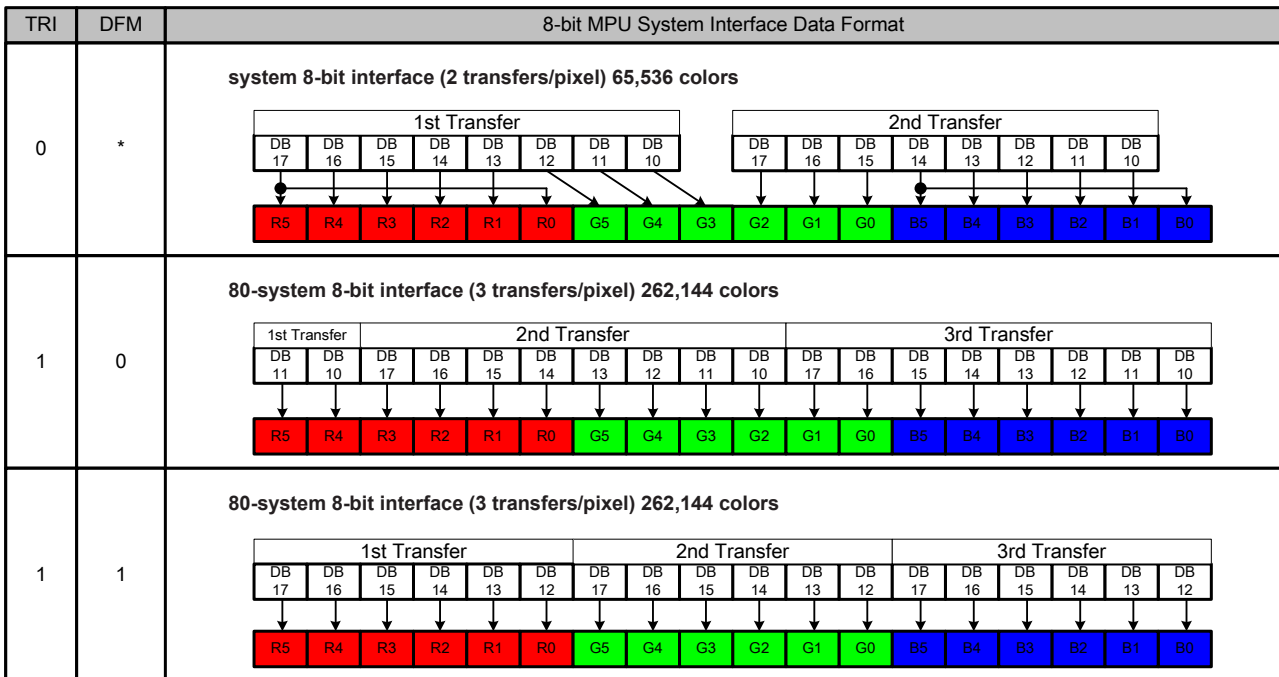 TRI DFM 8-bit MPU System Interface Data Format
system 8-bit interface (2 transfers/pixel) 65,536 colors
1st Transfer 2nd Transfer
DB DB DB DB DB DB DB DB DB DB DB DB DB DB DB DB
17 16 15 14 13 12 11 10 17 16 15 14 13 12 11 10
0 *
R5 R4 R3 R2 R1 R0 G5 G4 G3 G2 G1 G0 B5 B4 B3 B2 B1 B0
80-system 8-bit interface (3 transfers/pixel) 262,144 colors
1st Transfer 2nd Transfer 3rd Transfer
DB DB DB DB DB DB DB DB DB DB DB DB DB DB DB DB DB DB
11 10 17 16 15 14 13 12 11 10 17 16 15 14 13 12 11 10
1 0
R5 R4 R3 R2 R1 R0 G5 G4 G3 G2 G1 G0 B5 B4 B3 B2 B1 B0
80-system 8-bit interface (3 transfers/pixel) 262,144 colors
1st Transfer 2nd Transfer 3rd Transfer
DB DB DB DB DB DB DB DB DB DB DB DB DB DB DB DB DB DB
17 16 15 14 13 12 17 16 15 14 13 12 17 16 15 14 13 12
1 1
R5 R4 R3 R2 R1 R0 G5 G4 G3 G2 G1 G0 B5 B4 B3 B2 B1 B0